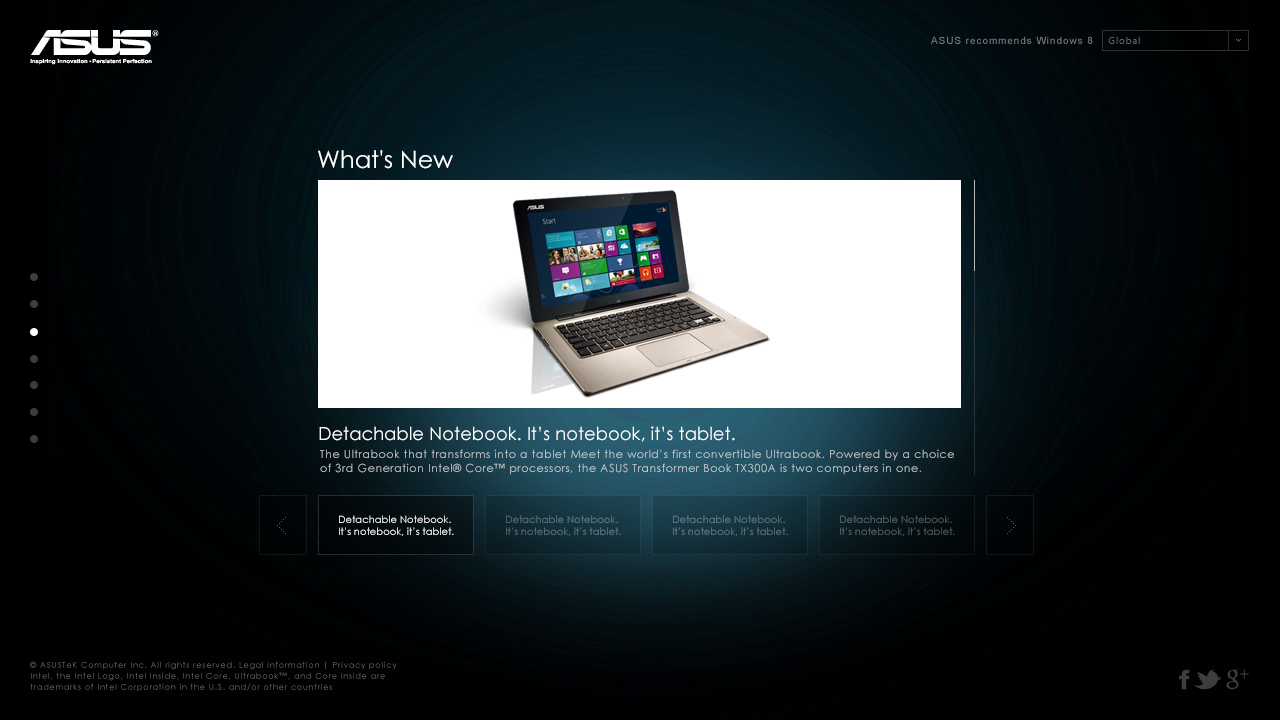 ASUS®
Inspiring Innovation • Persistent Perfection
ASUS recommends Windows 8
Global
What's New
ASUS
Start
Detachable Notebook. It’s notebook, it’s tablet.
The Ultrabook that transforms into a tablet Meet the world’s first convertible Ultrabook. Powered by a choice
of 3rd Generation Intel® Core™ processors, the ASUS Transformer Book TX300A is two computers in one.
Detachable Notebook.
It’s notebook, it’s tablet.
Detachable Notebook.
It’s notebook, it’s tablet.
Detachable Notebook.
It’s notebook, it’s tablet.
Detachable Notebook.
It’s notebook, it’s tablet.
© ASUSTeK Computer Inc. All rights reserved. Legal information | Privacy policy
Intel, the Intel Logo, Intel Inside, Intel Core, Ultrabook™, and Core Inside are
trademarks of Intel Corporation in the U.S. and/or other countries